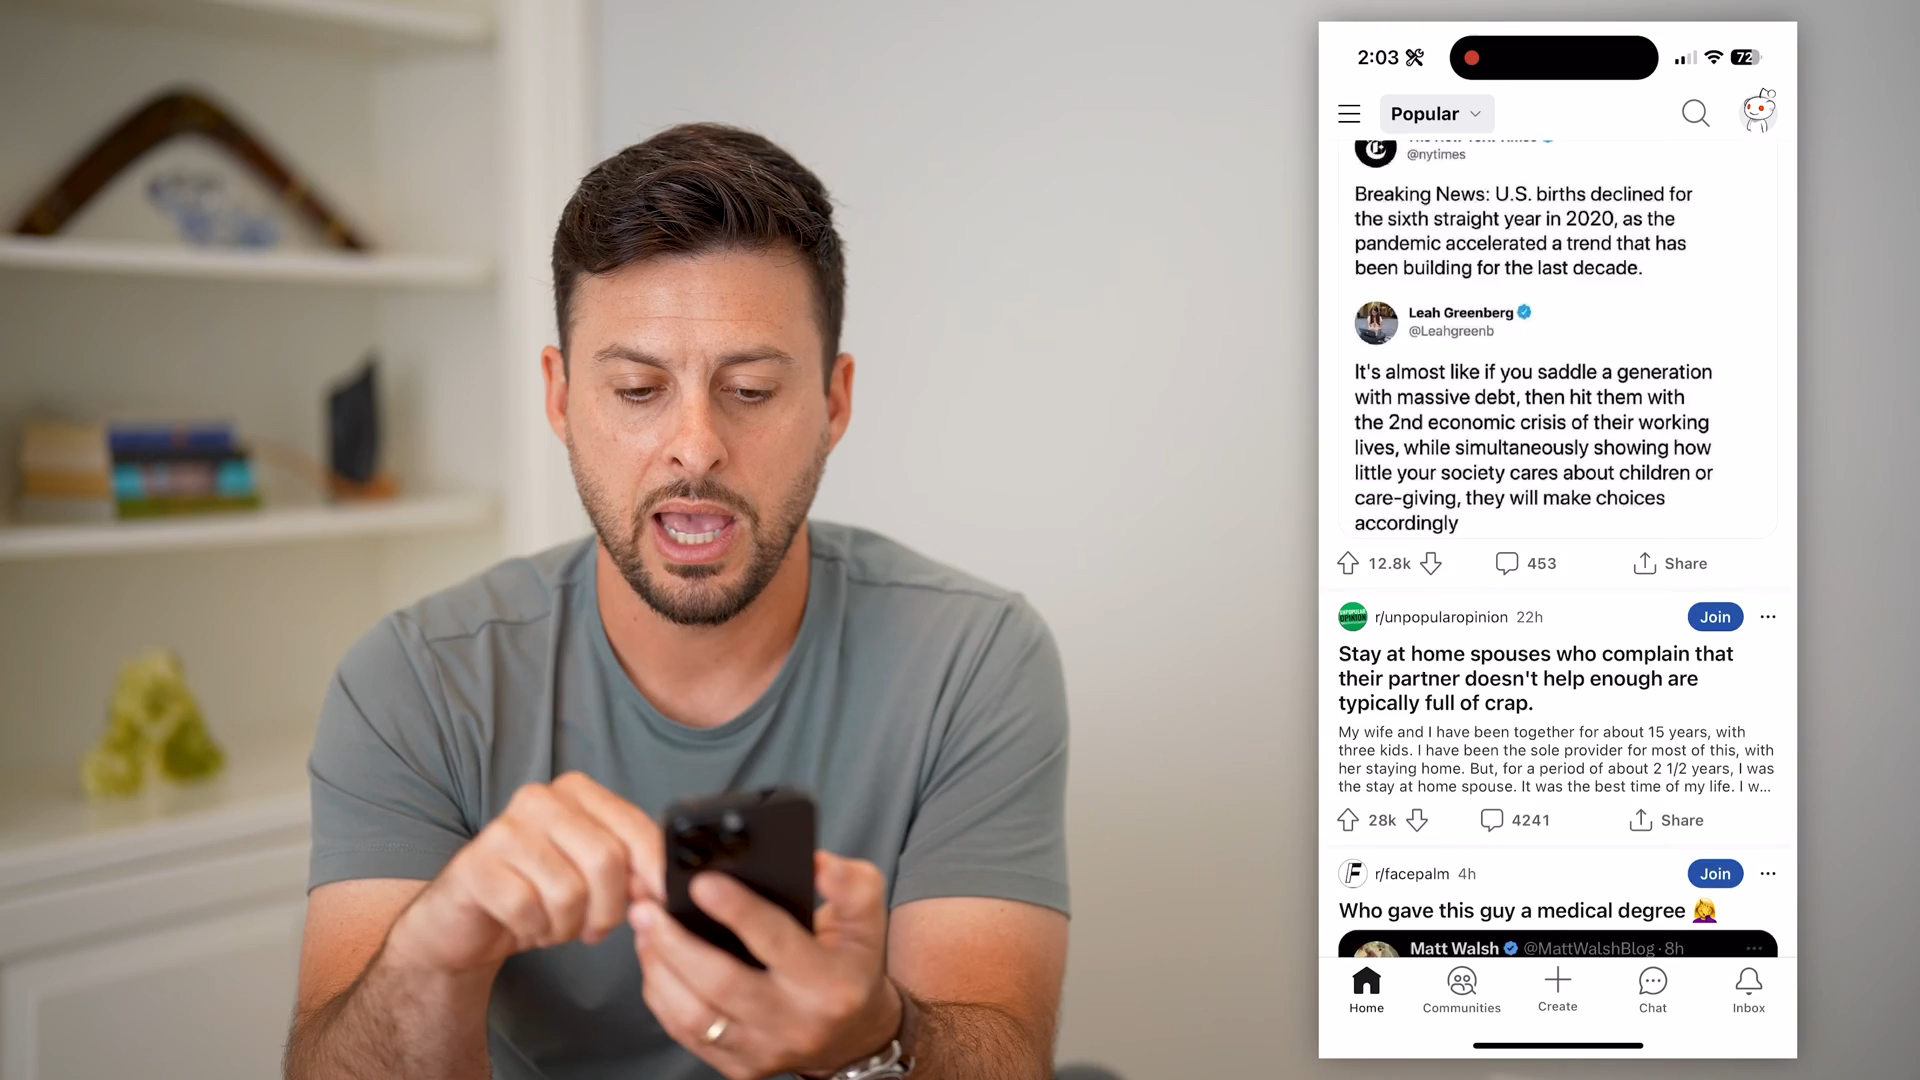 2:03
72
Popular
@nytimes
Breaking News: U.S. births declined for
the sixth straight year in 2020, as the
pandemic accelerated a trend that has
been building for the last decade.
Leah Greenberg
@Leahgreenb
It's almost like if you saddle a generation
with massive debt, then hit them with
the 2nd economic crisis of their working
lives, while simultaneously showing how
little your society cares about children or
care-giving, they will make choices
accordingly
12.8k 453 Share
UNPOPULAR OPINION
r/unpopularopinion 22h Join
Stay at home spouses who complain that
their partner doesn't help enough are
typically full of crap.
My wife and I have been together for about 15 years, with
three kids. I have been the sole provider for most of this, with
her staying home. But, for a period of about 2 1/2 years, I was
the stay at home spouse. It was the best time of my life. I w...
28k 4241 Share
F r/facepalm 4h Join
Who gave this guy a medical degree 🤦‍♀️
Matt Walsh @MattWalshBlog · 8h
Home Communities Create Chat Inbox